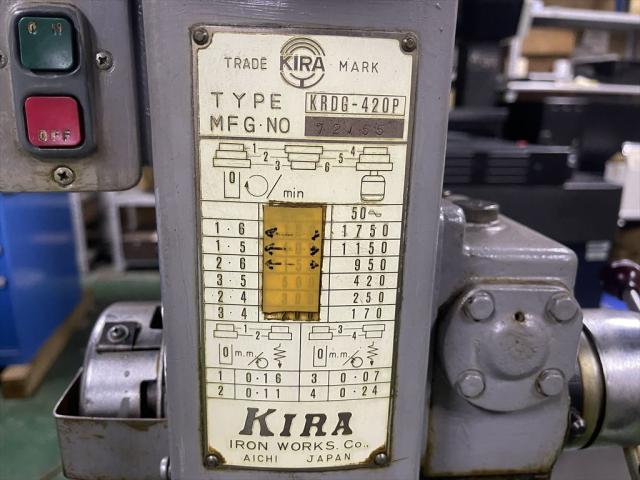 ON
OFF
TRADE KIRA MARK
TYPE KRDG-420P
MFG·NO
1 2 3 4 5 6
0 /min
50~
1·6 1750
1·5 1150
2·6 950
3·5 420
2·4 250
3·4 170
1 2 3 4
0 m.m/ 0 m.m/
1 0·16 3 0·07
2 0·11 4 0·24
KIRA
IRON WORKS. Co.,
AICHI JAPAN